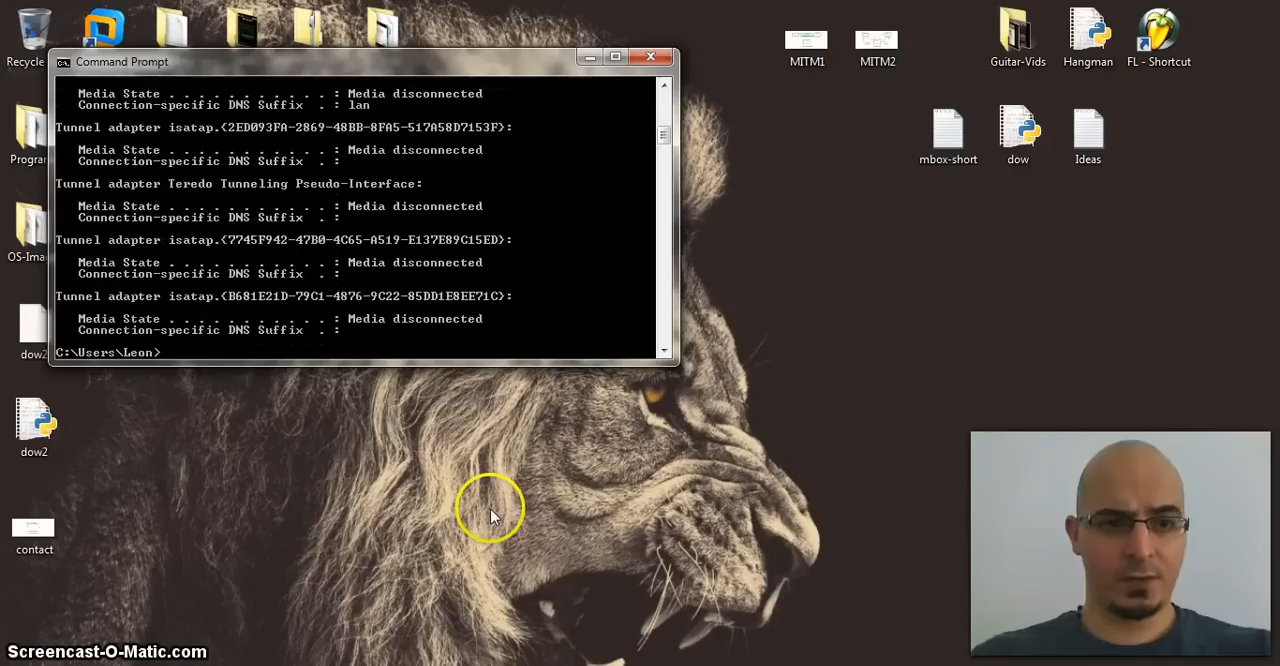 Recycle
MITM1
MITM2
Guitar-Vids
Hangman
FL - Shortcut
Command Prompt
Media State . . . . . . . . . . . : Media disconnected
Connection-specific DNS Suffix  . : lan
Tunnel adapter isatap.{2ED093FA-2869-48BB-8FA5-517A58D7153F}:
Media State . . . . . . . . . . . : Media disconnected
Connection-specific DNS Suffix  . :
Tunnel adapter Teredo Tunneling Pseudo-Interface:
Media State . . . . . . . . . . . : Media disconnected
Connection-specific DNS Suffix  . :
Tunnel adapter isatap.{7745F942-47B0-4C65-A519-E137E89C15ED}:
Media State . . . . . . . . . . . : Media disconnected
Connection-specific DNS Suffix  . :
Tunnel adapter isatap.{B681E21D-79C1-4876-9C22-85DD1E8EE71C}:
Media State . . . . . . . . . . . : Media disconnected
Connection-specific DNS Suffix  . :
C:\Users\Leon>
Program
mbox-short
dow
Ideas
OS-Ima
dow2
dow2
contact
Screencast-O-Matic.com